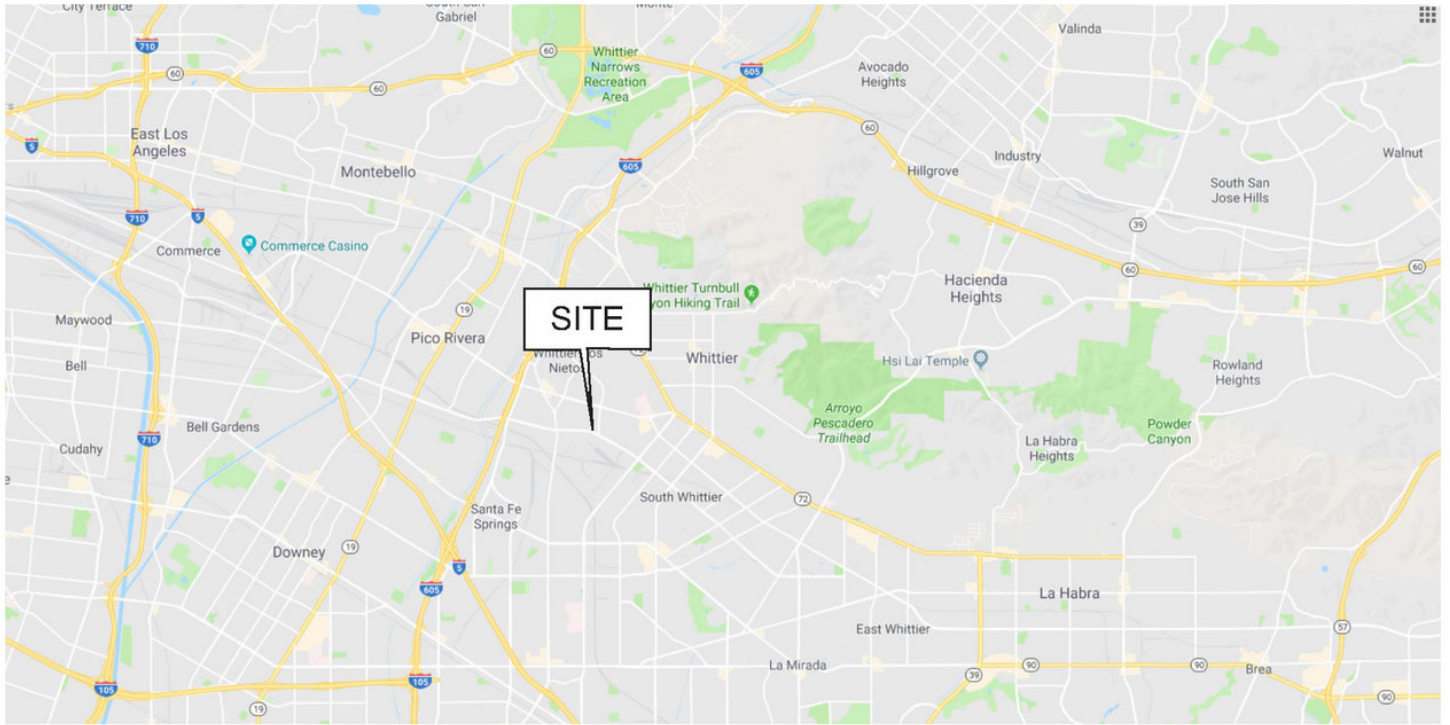 City Terrace
South San
Gabriel
Monte
Valinda
710
60
60
60
Whittier
Narrows
Recreation
Area
605
Avocado
Heights
East Los
Angeles
5
Montebello
605
60
Industry
Walnut
Hillgrove
South San
Jose Hills
710
5
39
Commerce
Commerce Casino
60
60
Hacienda
Heights
Whittier Turnbull
yon Hiking Trail
SITE
19
Maywood
Pico Rivera
Whittier
Nietos
Whittier
Hsi Lai Temple
Bell
Rowland
Heights
Arroyo
Pescadero
Trailhead
Powder
Canyon
Bell Gardens
710
Cudahy
La Habra
Heights
72
South Whittier
Santa Fe
Springs
Downey
19
5
605
La Habra
East Whittier
57
La Mirada
39
90
90
Brea
90
105
105
19